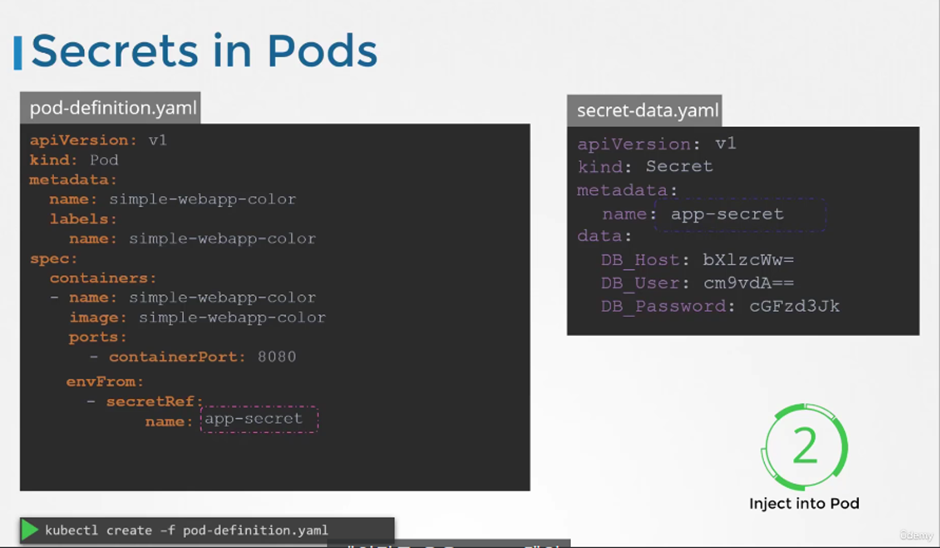 Secrets in Pods
pod-definition.yaml
apiVersion: v1
kind: Pod
metadata:
  name: simple-webapp-color
  labels:
    name: simple-webapp-color
spec:
  containers:
  - name: simple-webapp-color
    image: simple-webapp-color
    ports:
      - containerPort: 8080
    envFrom:
      - secretRef:
            name: app-secret
kubectl create -f pod-definition.yaml
secret-data.yaml
apiVersion: v1
kind: Secret
metadata:
  name: app-secret
data:
  DB_Host: bXlzcWw=
  DB_User: cm9vdA==
  DB_Password: cGFzd3Jk
2
Inject into Pod
Udemy